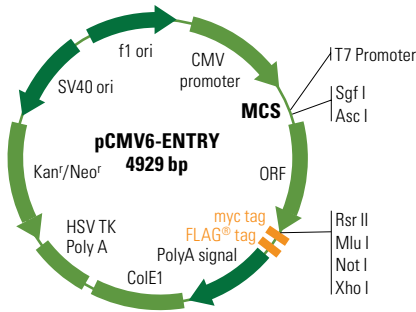 f1 ori
CMV
promoter
T7 Promoter
SV40 ori
MCS
Sgf I
Asc I
pCMV6-ENTRY
4929 bp
Kanʳ/Neoʳ
ORF
myc tag
FLAG® tag
Rsr II
Mlu I
Not I
Xho I
HSV TK
Poly A
PolyA signal
ColE1